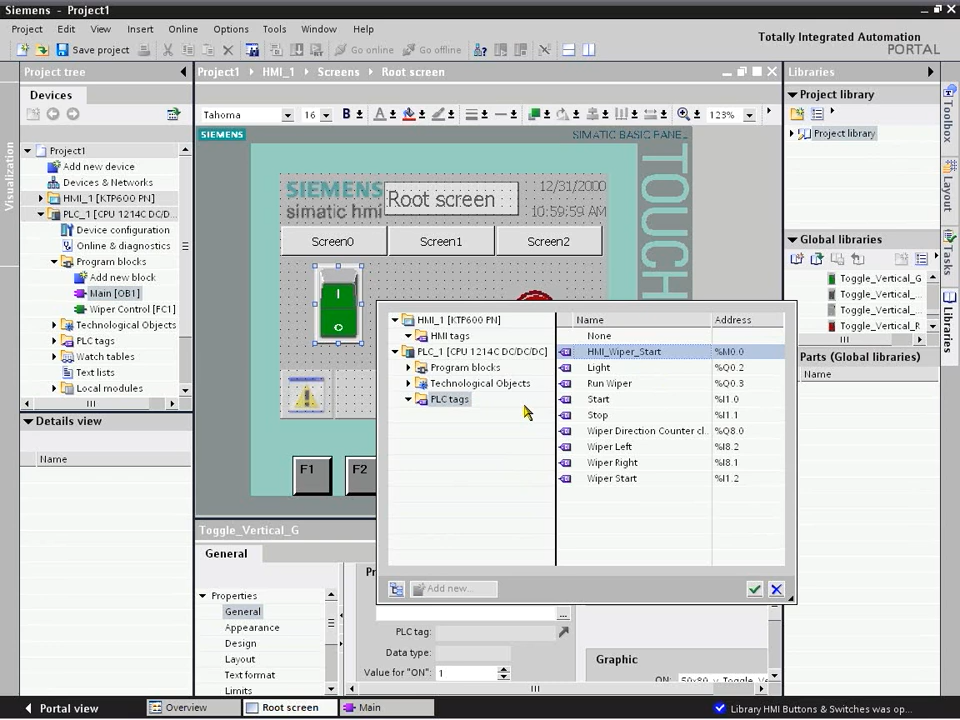 Siemens - Project1
Project Edit View Insert Online Options Tools Window Help
Save project Go online Go offline
Totally Integrated Automation
PORTAL
Project tree
Project1 HMI_1 Screens Root screen
Libraries
Devices
Visualization
Project1
Add new device
Devices & Networks
HMI_1 [KTP600 PN]
PLC_1 [CPU 1214C DC/D...
Device configuration
Online & diagnostics
Program blocks
Add new block
Main [OB1]
Wiper Control [FC1]
Technological Objects
PLC tags
Watch tables
Text lists
Local modules
Details view
Name
Tahoma 16 B A 123%
SIEMENS
SIMATIC BASIC PANEL
TOUCH
SIEMENS
simatic hmi
Root screen
12/31/2000
10:59:59 AM
Screen0 Screen1 Screen2
I
O
F1 F2
HMI_1 [KTP600 PN]
HMI tags
PLC_1 [CPU 1214C DC/DC/DC]
Program blocks
Technological Objects
PLC tags
Name Address
None
HMI_Wiper_Start %M0.0
Light %Q0.2
Run Wiper %Q0.3
Start %I1.0
Stop %I1.1
Wiper Direction Counter cl... %Q8.0
Wiper Left %I8.2
Wiper Right %I8.1
Wiper Start %I1.2
Add new...
Toggle_Vertical_G
General
Properties
General
Appearance
Design
Layout
Text format
Limits
Pr
PLC tag:
Data type:
Value for "ON": 1
Graphic
Project library
Project library
Global libraries
Toggle_Vertical_G
Toggle_Vertical_...
Toggle_Vertical_...
Toggle_Vertical_R
Parts (Global libraries)
Name
Toolbox
Layout
Tasks
Libraries
Portal view
Overview
Root screen
Main
Library HMI Buttons & Switches was op...